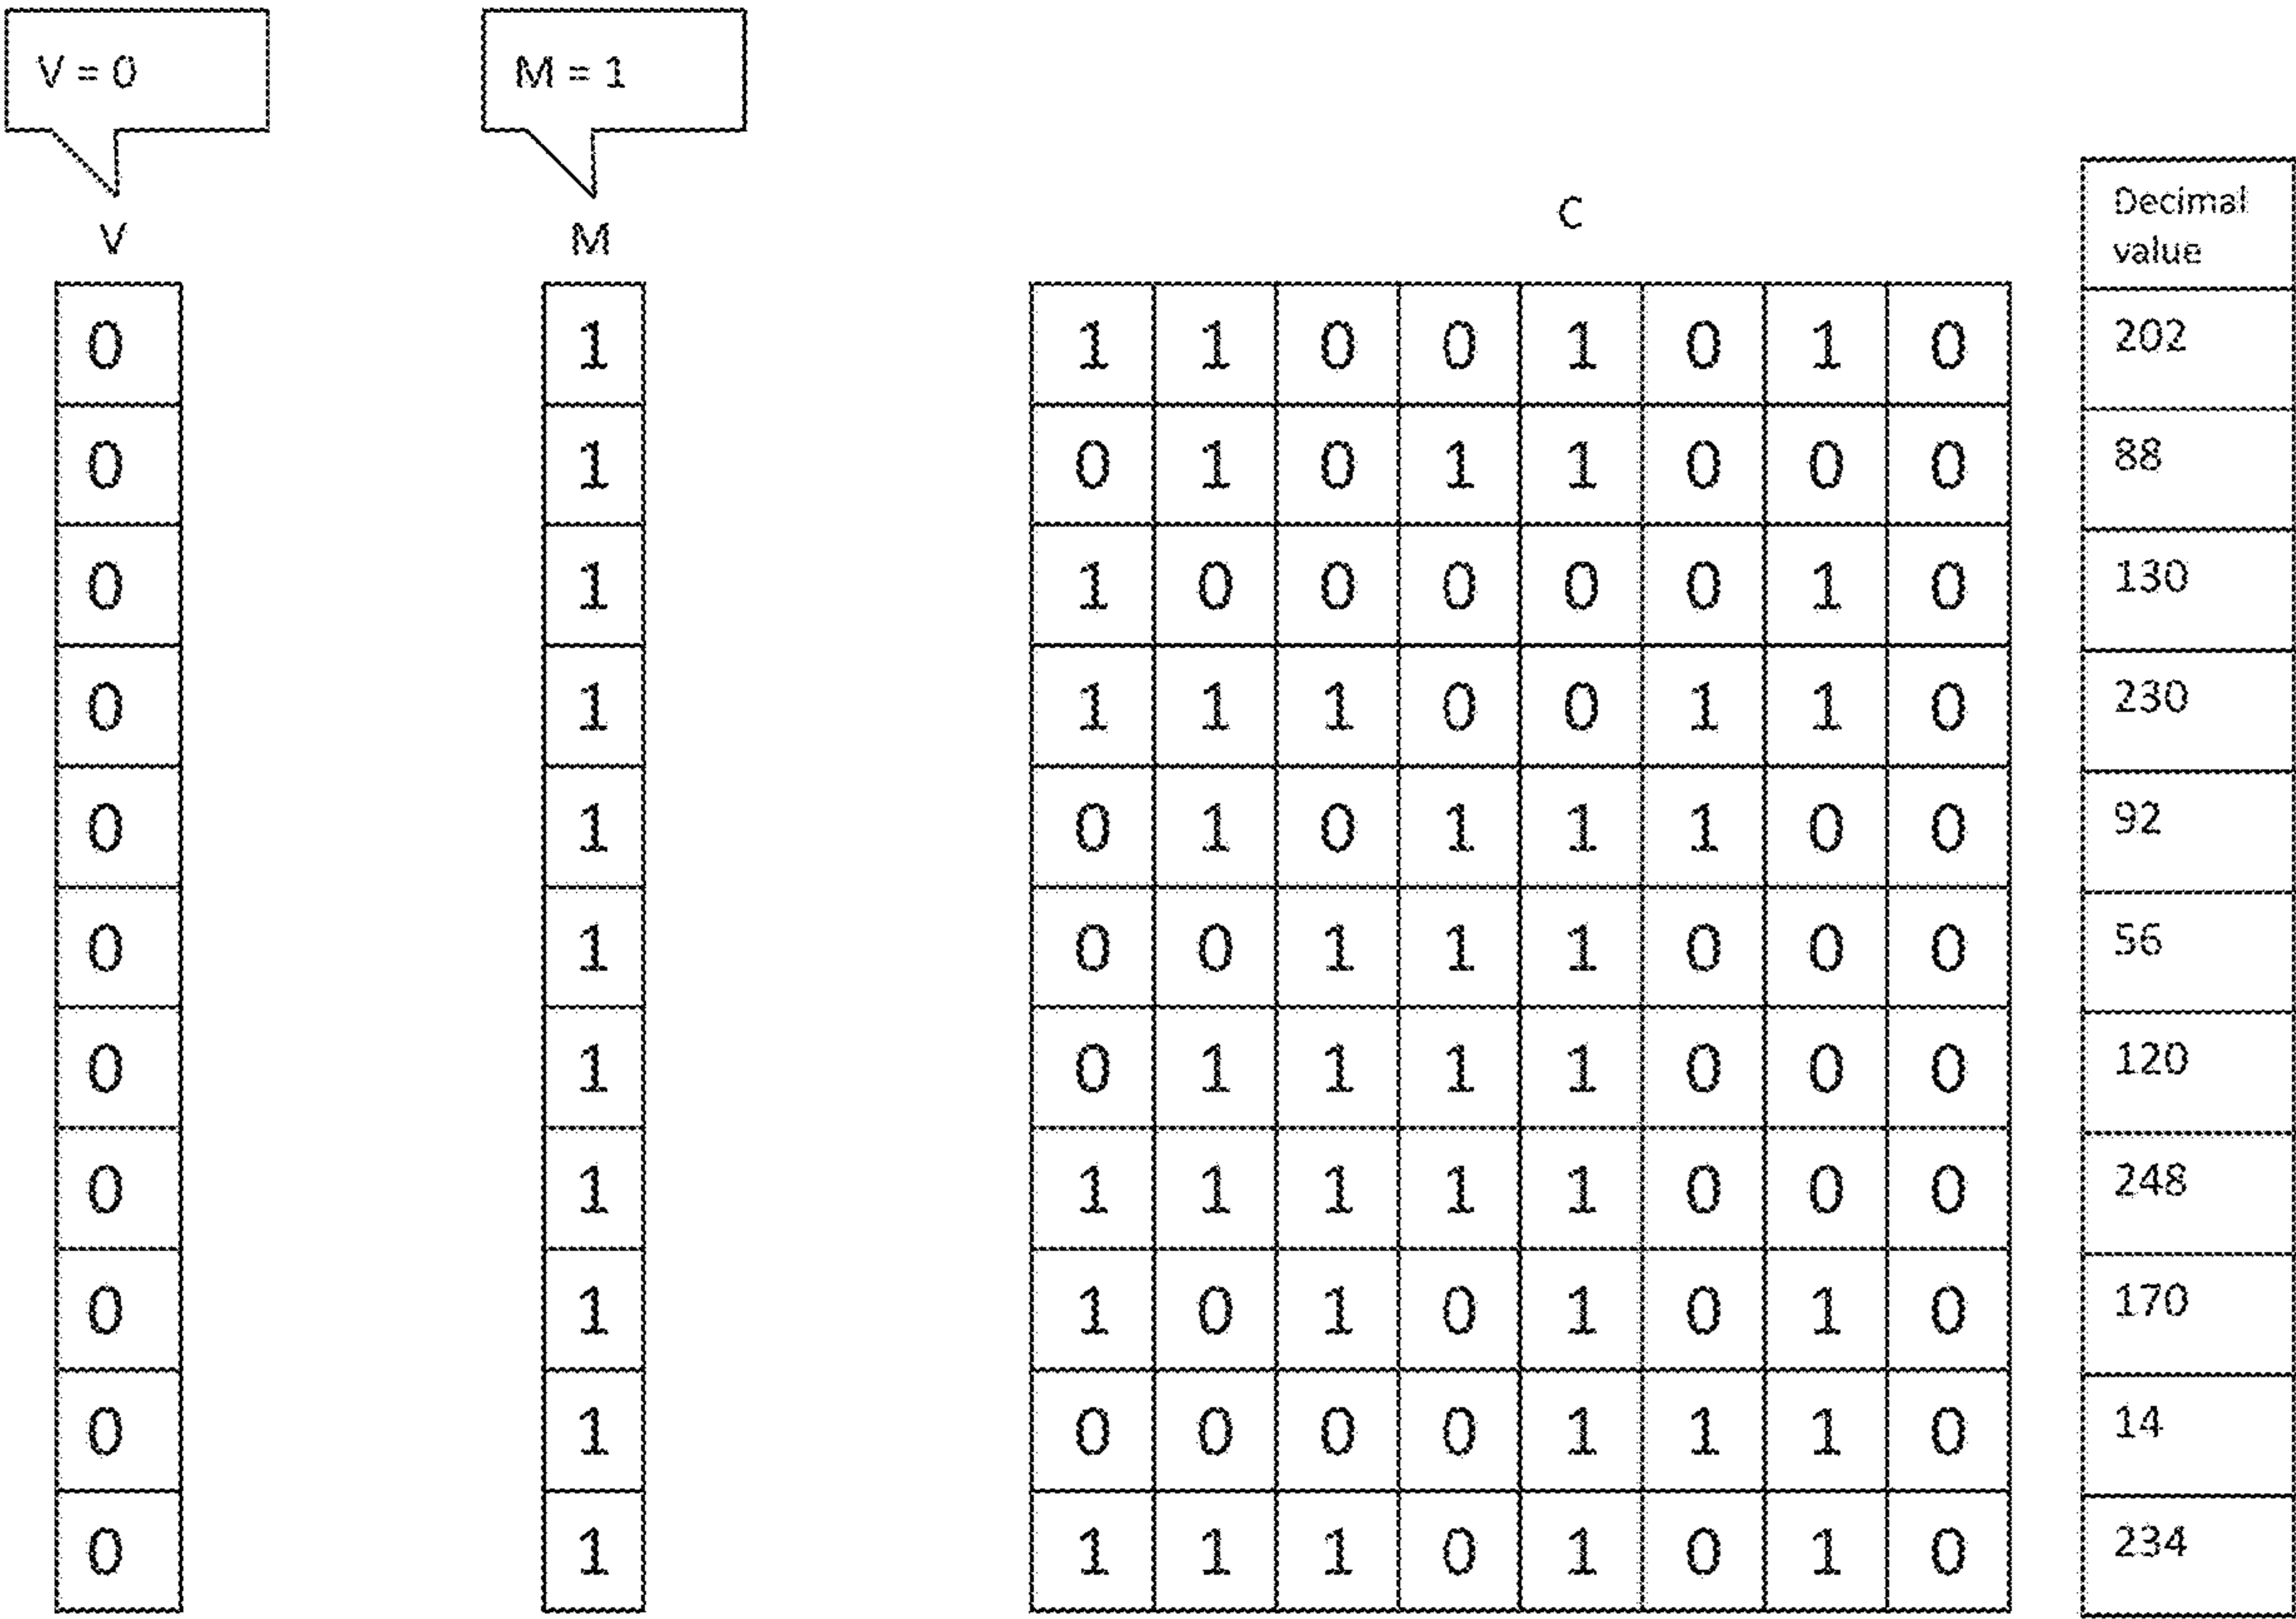 V = 0
M = 1
V
M
C
Decimal
value
0 1 1 1 0 0 1 0 1 0 202
0 1 0 1 0 1 1 0 0 0 88
0 1 1 0 0 0 0 0 1 0 130
0 1 1 1 1 0 0 1 1 0 230
0 1 0 1 0 1 1 1 0 0 92
0 1 0 0 1 1 1 0 0 0 56
0 1 0 1 1 1 1 0 0 0 120
0 1 1 1 1 1 1 0 0 0 248
0 1 1 0 1 0 1 0 1 0 170
0 1 0 0 0 0 1 1 1 0 14
0 1 1 1 1 0 1 0 1 0 234